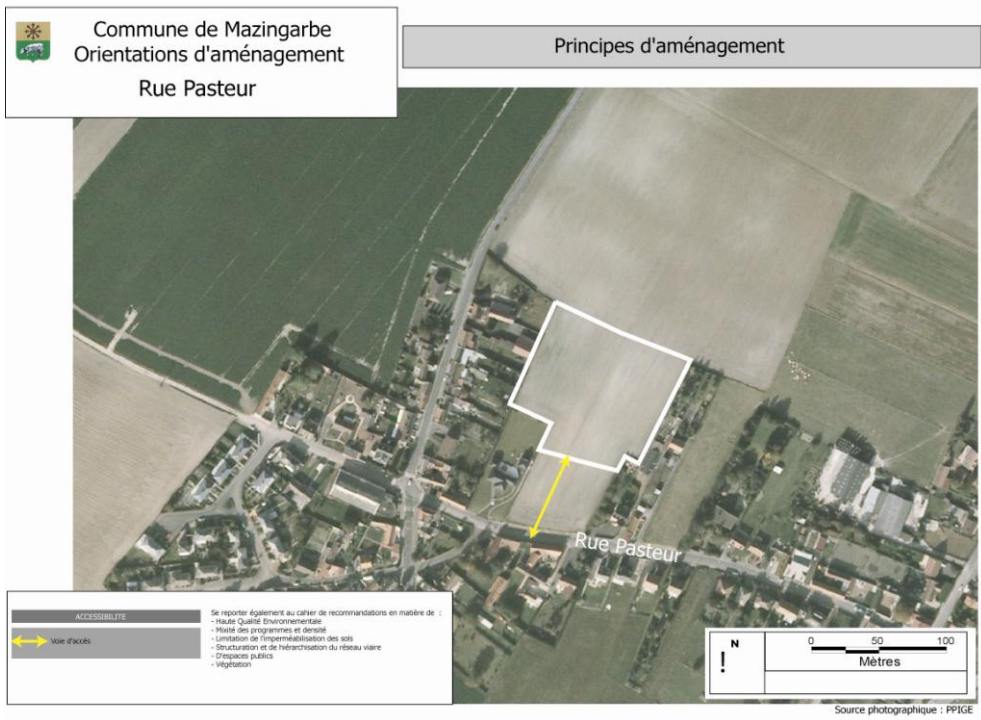 Commune de Mazingarbe
Orientations d'aménagement
Rue Pasteur
Principes d'aménagement
Rue Pasteur
ACCESSIBILITE
Voie d'accès
Se reporter également au cahier de recommandations en matière de :
- Haute Qualité Environnementale
- Mixité des programmes et densité
- Limitation de l'imperméabilisation des sols
- Structuration et de hiérarchisation du réseau viaire
- D'espaces publics
- Végétation
N
!
0 50 100
Mètres
Source photographique : PPIGE